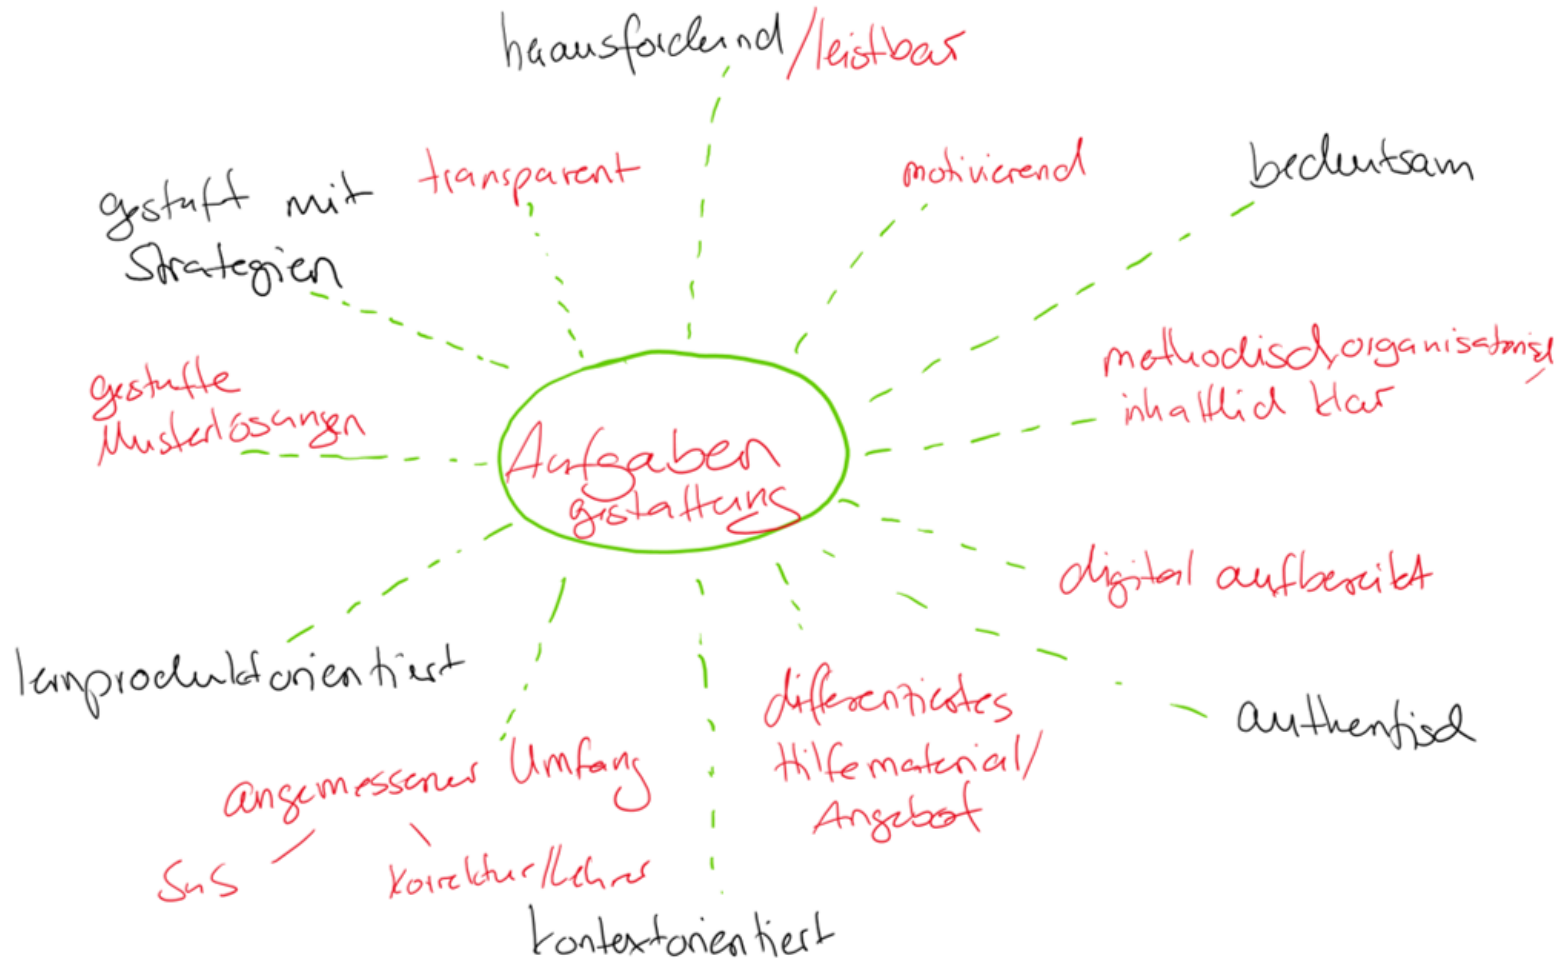 herausfordernd/leistbar
transparent
motivierend
bedeutsam
gestuft mit
Strategien
methodisch, organisatorisch,
inhaltlich klar
gestufte
Musterlösungen
Aufgaben
gestaltung
digital aufbereitet
lernproduktorientiert
differenziertes
Hilfematerial/
Angebot
authentisch
angemessener Umfang
SuS
Korrektur/Lehrer
kontextorientiert